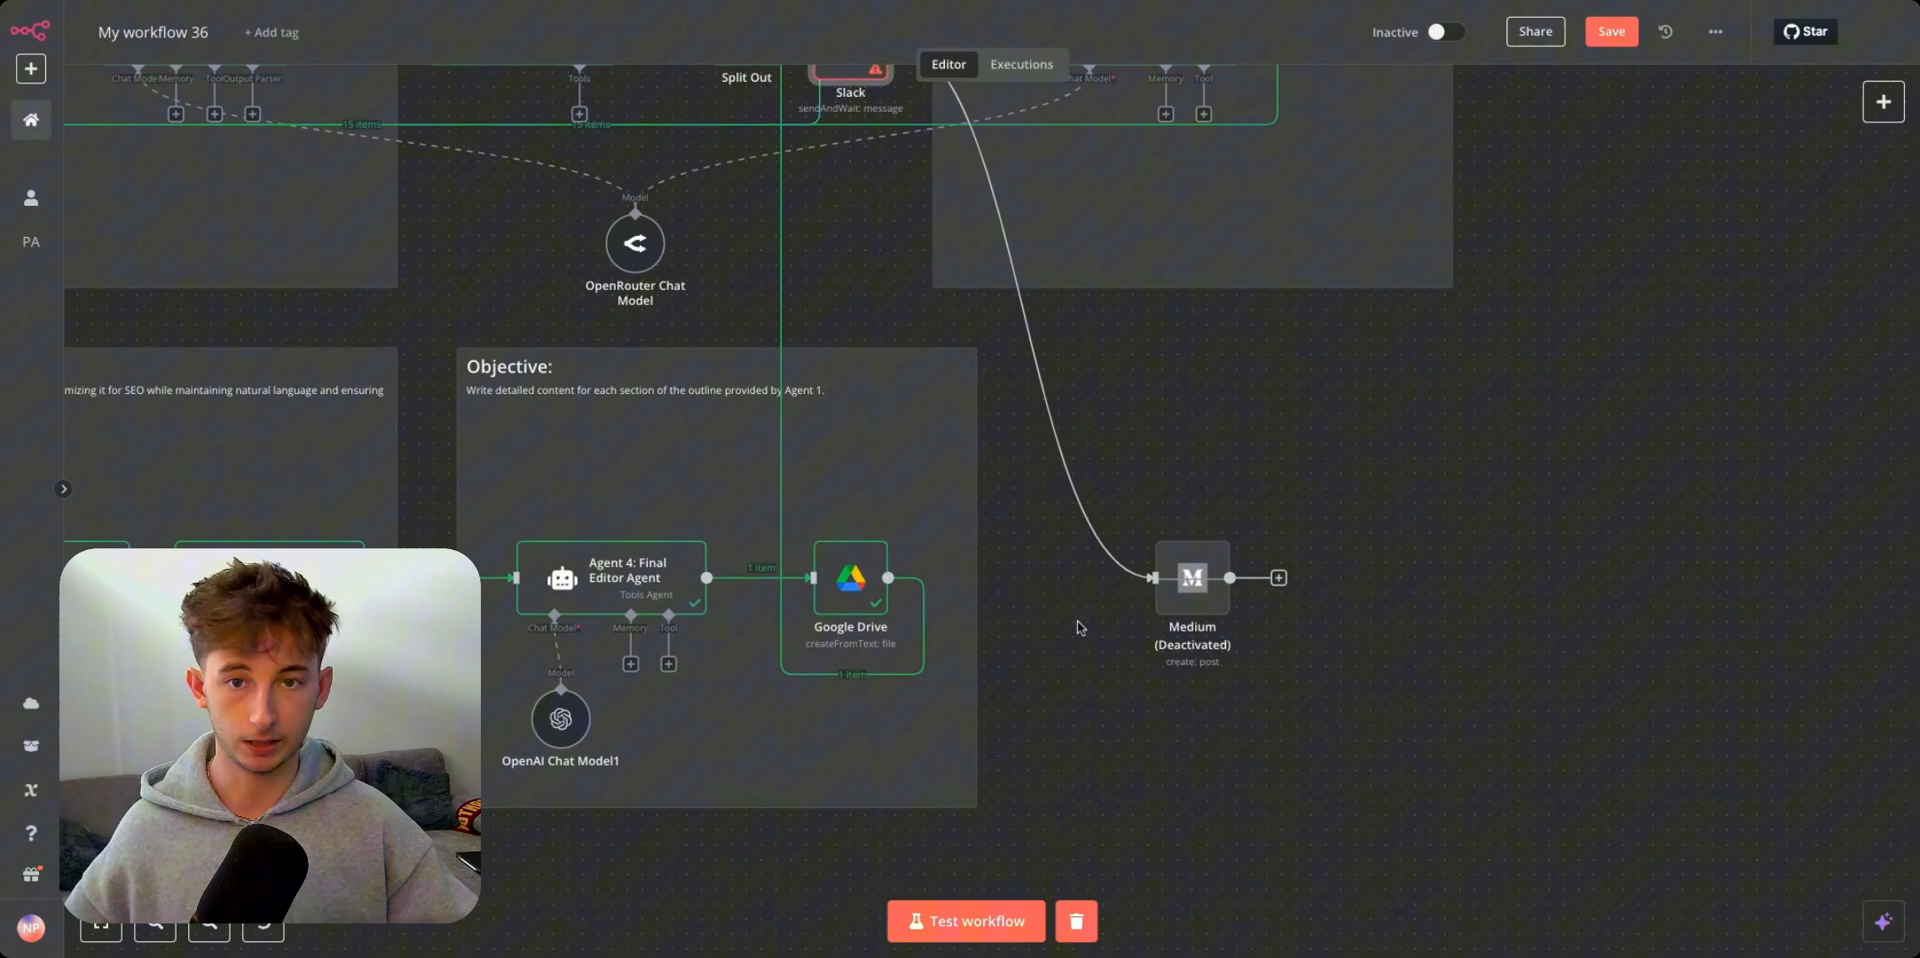 My workflow 36
+ Add tag
Inactive
Share
Save
Star
Editor
Executions
Memory
Tool
Output Parser
Tools
Split Out
Slack
sendAndWait: message
Memory
Tool
15 items
15 items
PA
Model
OpenRouter Chat
Model
mizing it for SEO while maintaining natural language and ensuring
Objective:
Write detailed content for each section of the outline provided by Agent 1.
Agent 4: Final
Editor Agent
Tools Agent
1 item
Chat Model*
Memory
Tool
Google Drive
createFromText: file
1 item
Model
OpenAI Chat Model1
M
Medium
(Deactivated)
create: post
NP
Test workflow